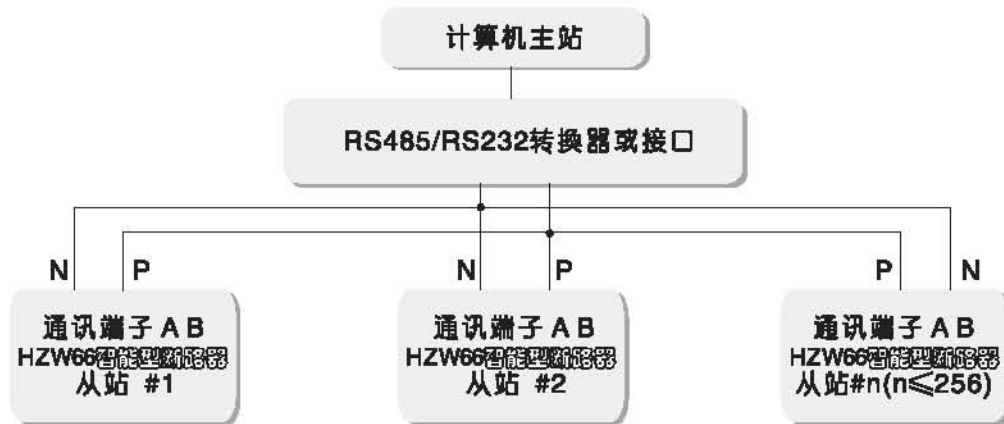 计算机主站
RS485/RS232转换器或接口
N P N P P N
通讯端子 A B
HZW66智能型断路器
从站 #1
通讯端子 A B
HZW66智能型断路器
从站 #2
通讯端子 A B
HZW66智能型断路器
从站#n(n≤256)